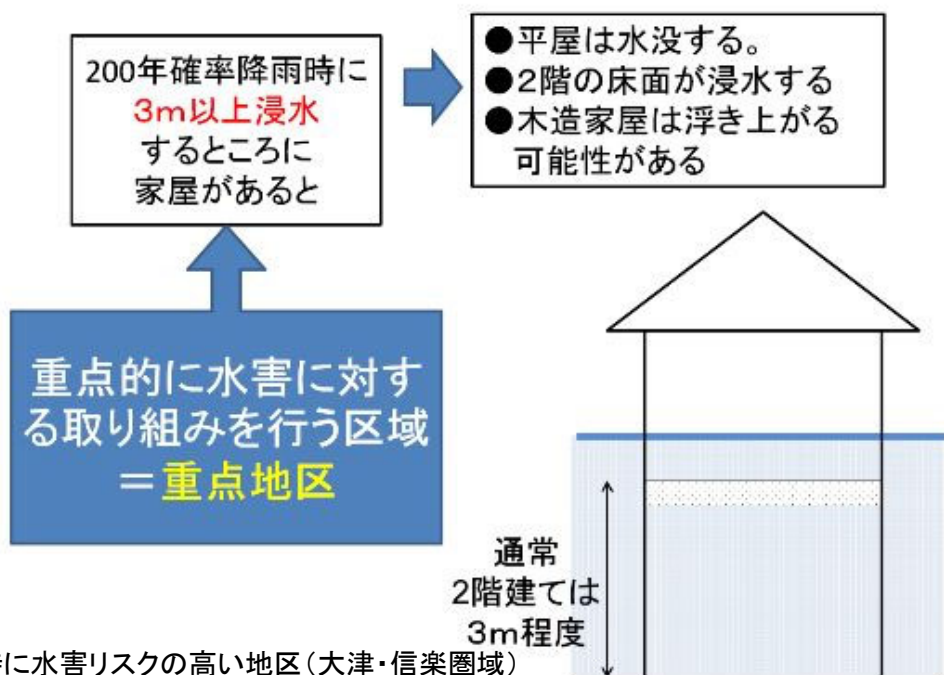 200年確率降雨時に
3m以上浸水
するところに
家屋があると
●平屋は水没する。
●2階の床面が浸水する
●木造家屋は浮き上がる
可能性がある
重点的に水害に対す
る取り組みを行う区域
＝重点地区
通常
2階建ては
3m程度
に水害リスクの高い地区（大津・信楽圏域）